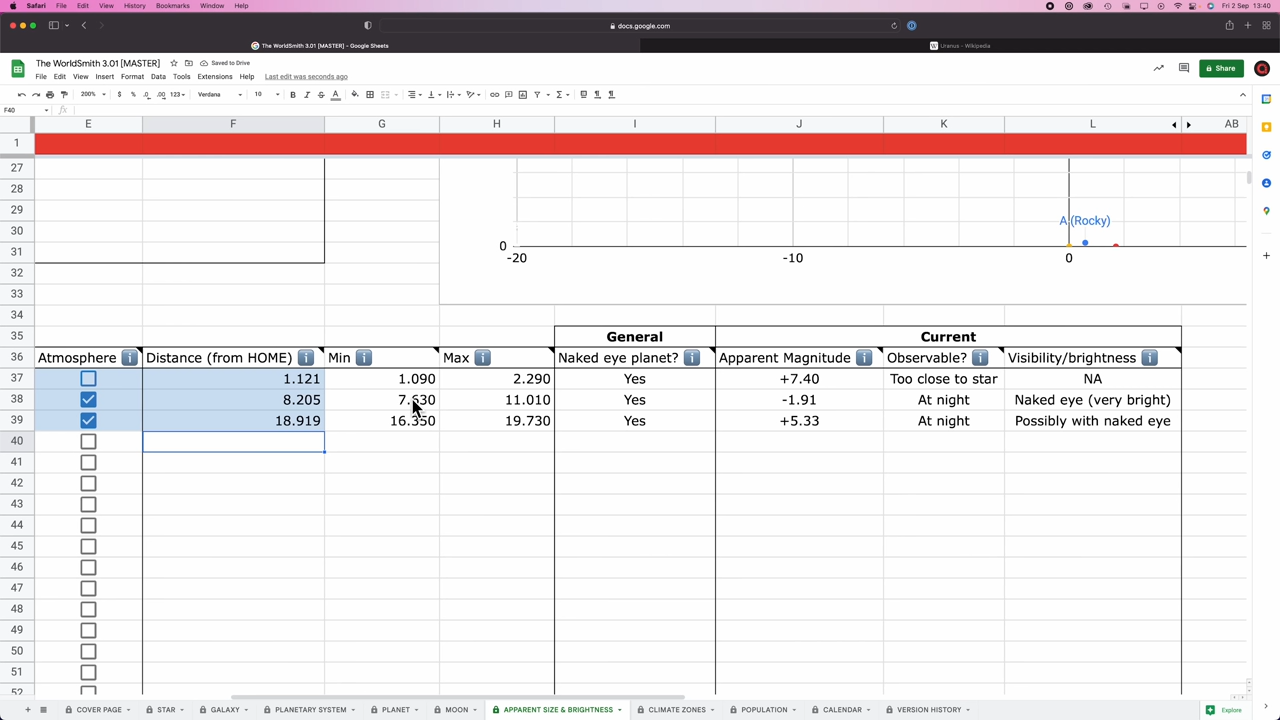 Safari File Edit View History Bookmarks Window Help Fri 2 Sep 13:40
docs.google.com
The WorldSmith 3.01 [MASTER] - Google Sheets
W Uranus - Wikipedia
The WorldSmith 3.01 [MASTER] Saved to Drive
File Edit View Insert Format Data Tools Extensions Help Last edit was seconds ago
Share
200% $ % .0 .00 123 Verdana 10 B I S A
F40 fx
E F G H I J K L AB
1
27
28
29
30
31
32
33
34
35
A (Rocky)
0
-20 -10 0
General Current
36 Atmosphere Distance (from HOME) Min Max Naked eye planet? Apparent Magnitude Observable? Visibility/brightness
37 1.121 1.090 2.290 Yes +7.40 Too close to star NA
38 8.205 7.630 11.010 Yes -1.91 At night Naked eye (very bright)
39 18.919 16.350 19.730 Yes +5.33 At night Possibly with naked eye
40
41
42
43
44
45
46
47
48
49
50
51
52
COVER PAGE STAR GALAXY PLANETARY SYSTEM PLANET MOON APPARENT SIZE & BRIGHTNESS CLIMATE ZONES POPULATION CALENDAR VERSION HISTORY Explore